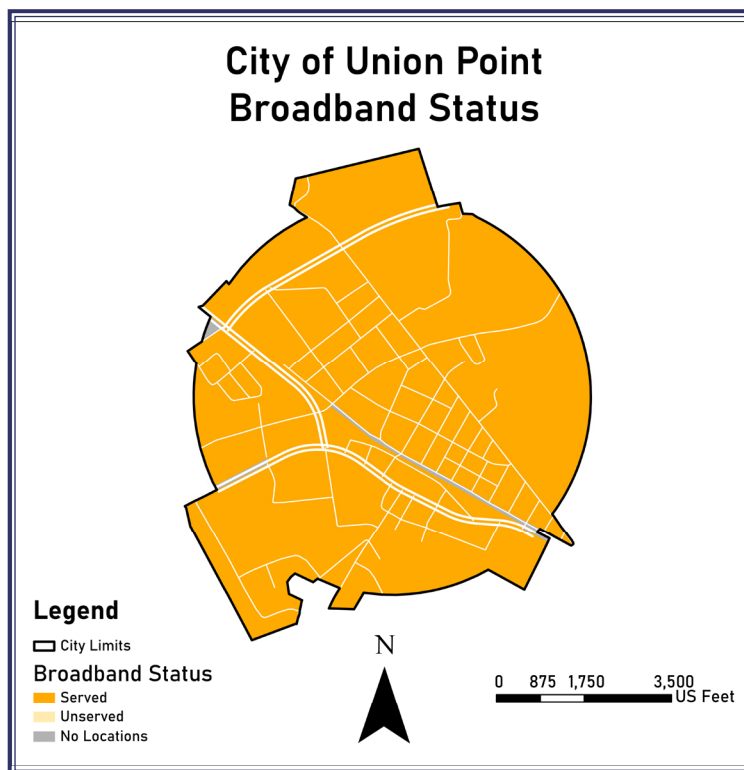 City of Union Point
Broadband Status
Legend
City Limits
Broadband Status
Served
Unserved
No Locations
N
0 875 1,750 3,500
US Feet